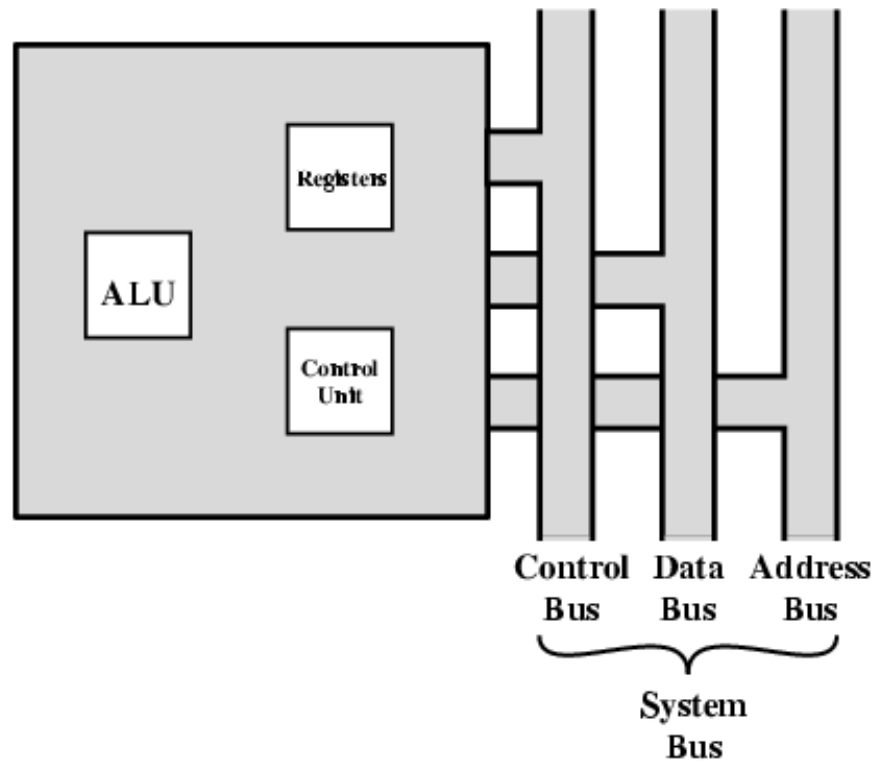 Registers
ALU
Control
Unit
Control Data Address
Bus Bus Bus
System
Bus